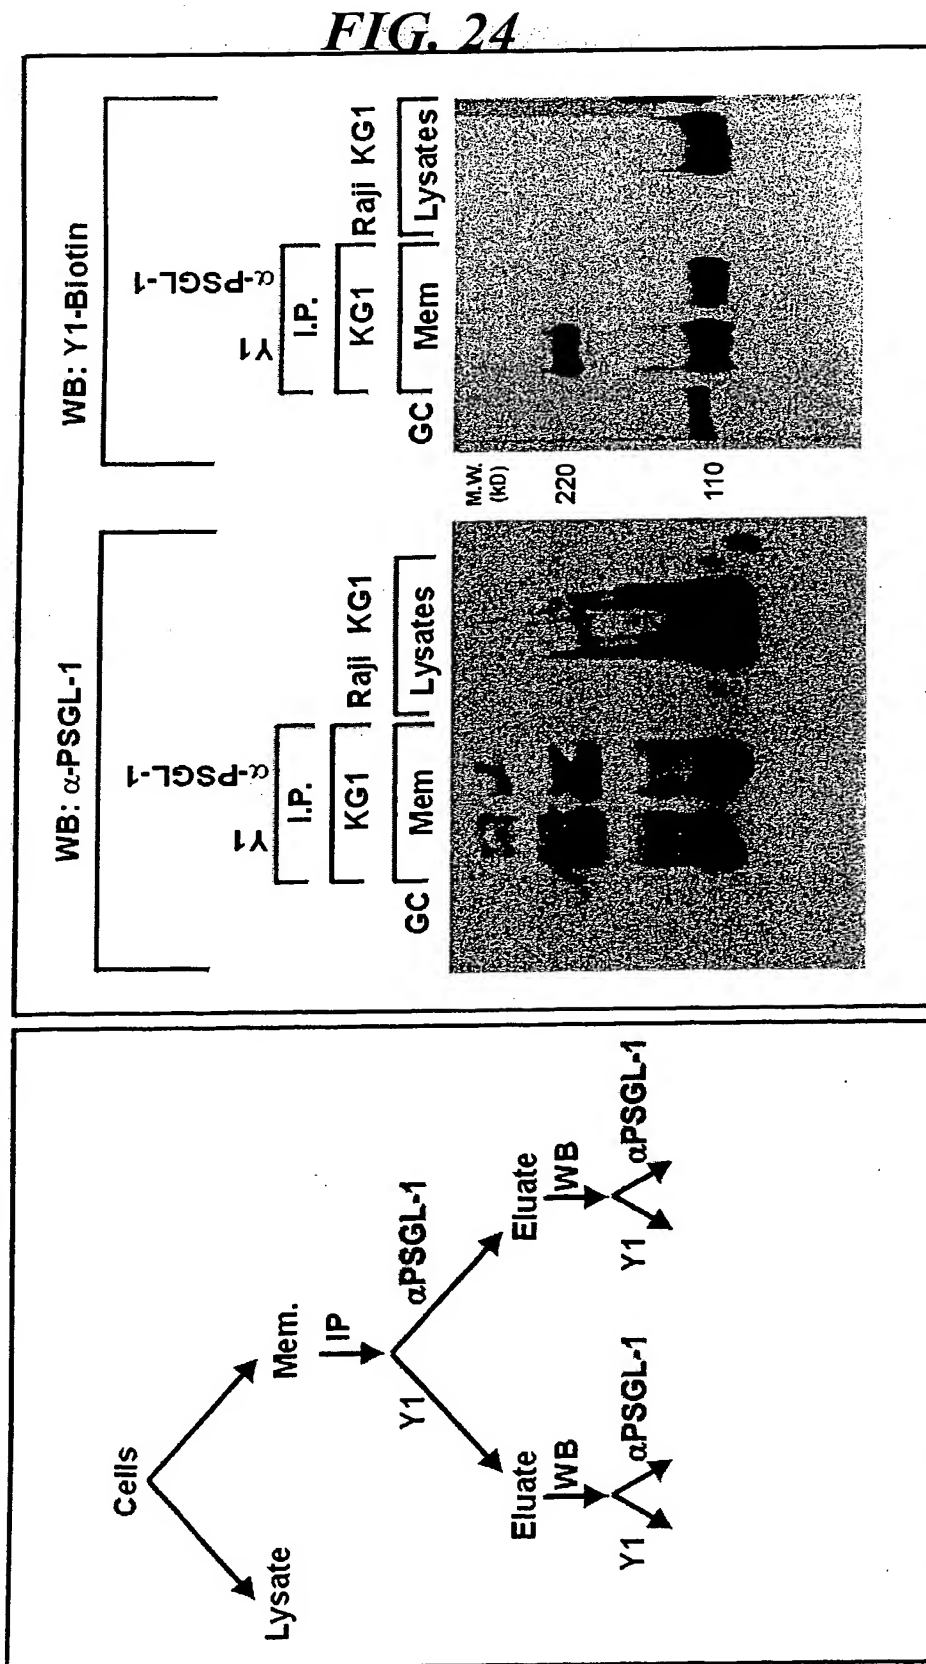 FIG. 24
Cells
Lysate Mem.
IP
Y1 αPSGL-1
Eluate Eluate
WB WB
Y1 αPSGL-1 Y1 αPSGL-1
WB: α-PSGL-1
Y1 α-PSGL-1
I.P.
KG1 Raji KG1
GC Mem Lysates
M.W.
(kD)
220
110
WB: Y1-Biotin
Y1 α-PSGL-1
I.P.
KG1 Raji KG1
GC Mem Lysates